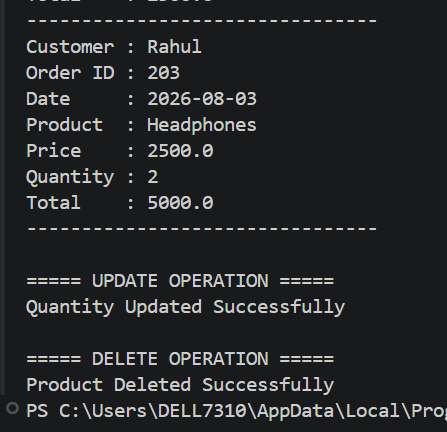 ---------------------------------
Customer : Rahul
Order ID : 203
Date     : 2026-08-03
Product  : Headphones
Price    : 2500.0
Quantity : 2
Total    : 5000.0
---------------------------------
===== UPDATE OPERATION =====
Quantity Updated Successfully
===== DELETE OPERATION =====
Product Deleted Successfully
PS C:\Users\DELL7310\AppData\Local\Prog